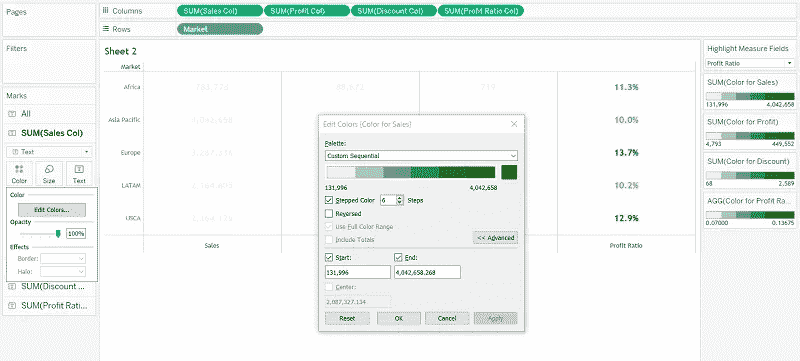 Pages
Columns
SUM(Sales Col)
SUM(Profit Col)
SUM(Discount Col)
SUM(Profit Ratio Col)
Rows
Market
Filters
Sheet 2
Market
Africa
11.3%
Asia Pacific
10.0%
Europe
13.7%
LATAM
10.2%
USCA
12.9%
Sales
Profit Ratio
Marks
All
SUM(Sales Col)
Text
Color
Size
Text
Color
Edit Colors...
Opacity
100%
Effects
Border:
Halo:
SUM(Discount ...
SUM(Profit Rati...
Edit Colors [Color for Sales]
Palette:
Custom Sequential
131,996
4,042,658
Stepped Color
6
Steps
Reversed
Use Full Color Range
Include Totals
<< Advanced
Start:
End:
131,996
4,042,658.268
Center:
2,087,327.134
Reset
OK
Cancel
Apply
Highlight Measure Fields
Profit Ratio
SUM(Color for Sales)
131,996
4,042,658
SUM(Color for Profit)
4,793
449,552
SUM(Color for Discount)
68
2,589
AGG(Color for Profit Ra...
0.07000
0.13675